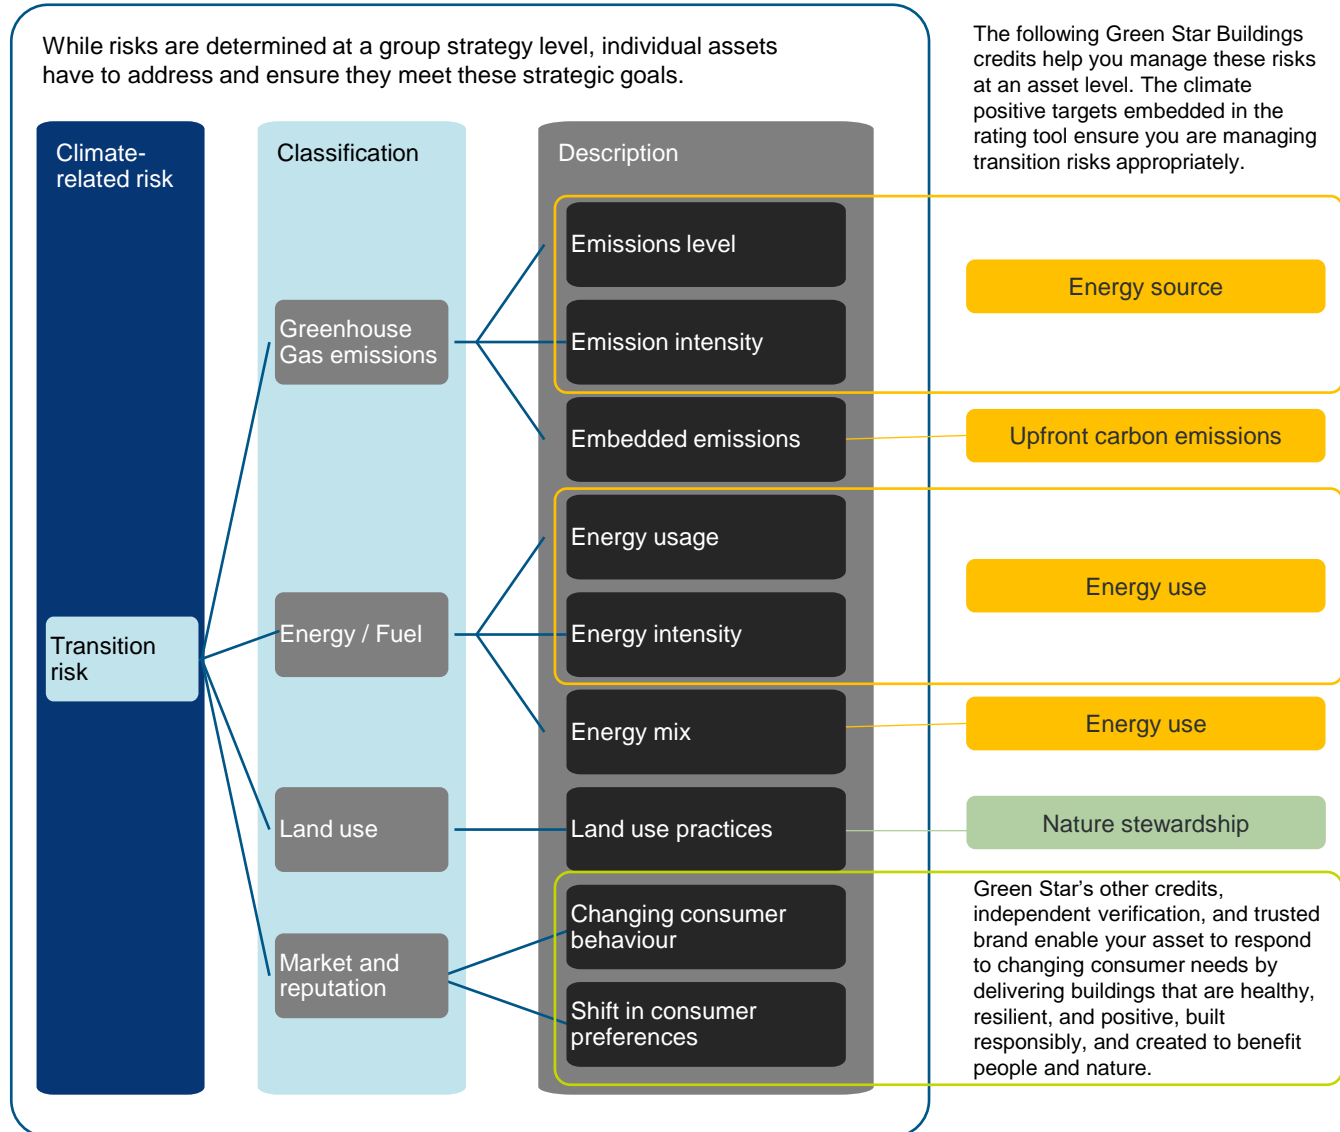 While risks are determined at a group strategy level, individual assets
have to address and ensure they meet these strategic goals.
The following Green Star Buildings
credits help you manage these risks
at an asset level. The climate
positive targets embedded in the
rating tool ensure you are managing
transition risks appropriately.
Climate-
related risk
Classification
Description
Transition
risk
Greenhouse
Gas emissions
Emissions level
Emission intensity
Energy source
Embedded emissions
Upfront carbon emissions
Energy / Fuel
Energy usage
Energy intensity
Energy use
Energy mix
Energy use
Land use
Land use practices
Nature stewardship
Market and
reputation
Changing consumer
behaviour
Shift in consumer
preferences
Green Star’s other credits,
independent verification, and trusted
brand enable your asset to respond
to changing consumer needs by
delivering buildings that are healthy,
resilient, and positive, built
responsibly, and created to benefit
people and nature.